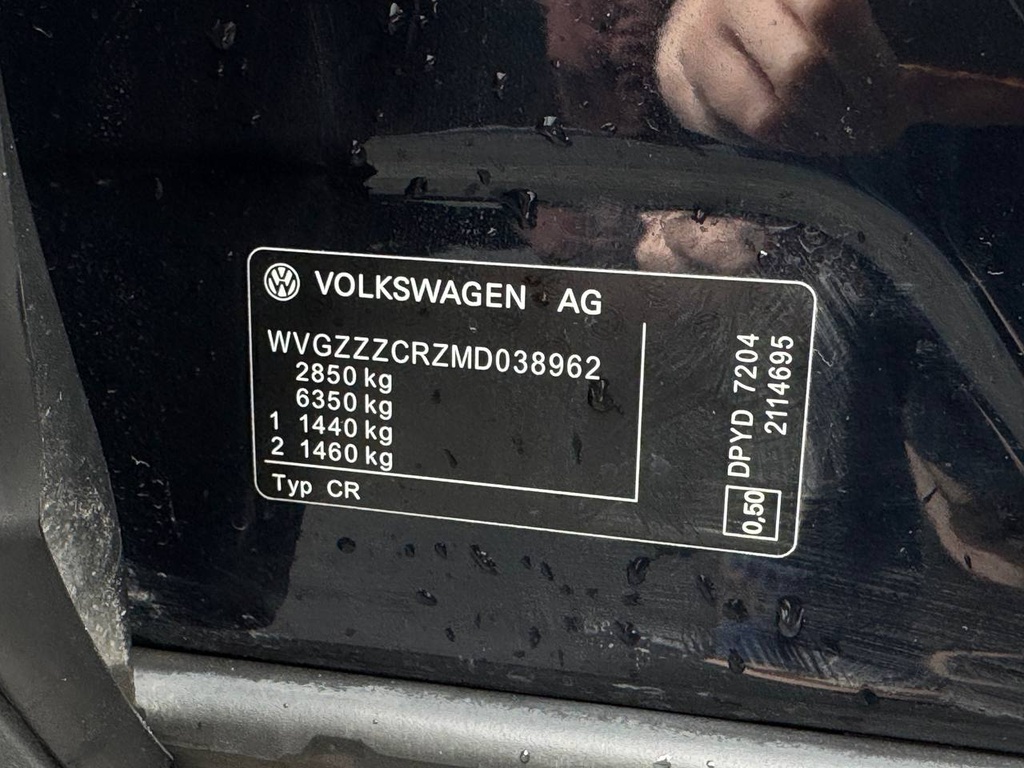 VOLKSWAGEN AG
WVGZZZCRZMD038962
2850 kg
6350 kg
1 1440 kg
2 1460 kg
Typ CR
0,50 DPYD 7204
2114695